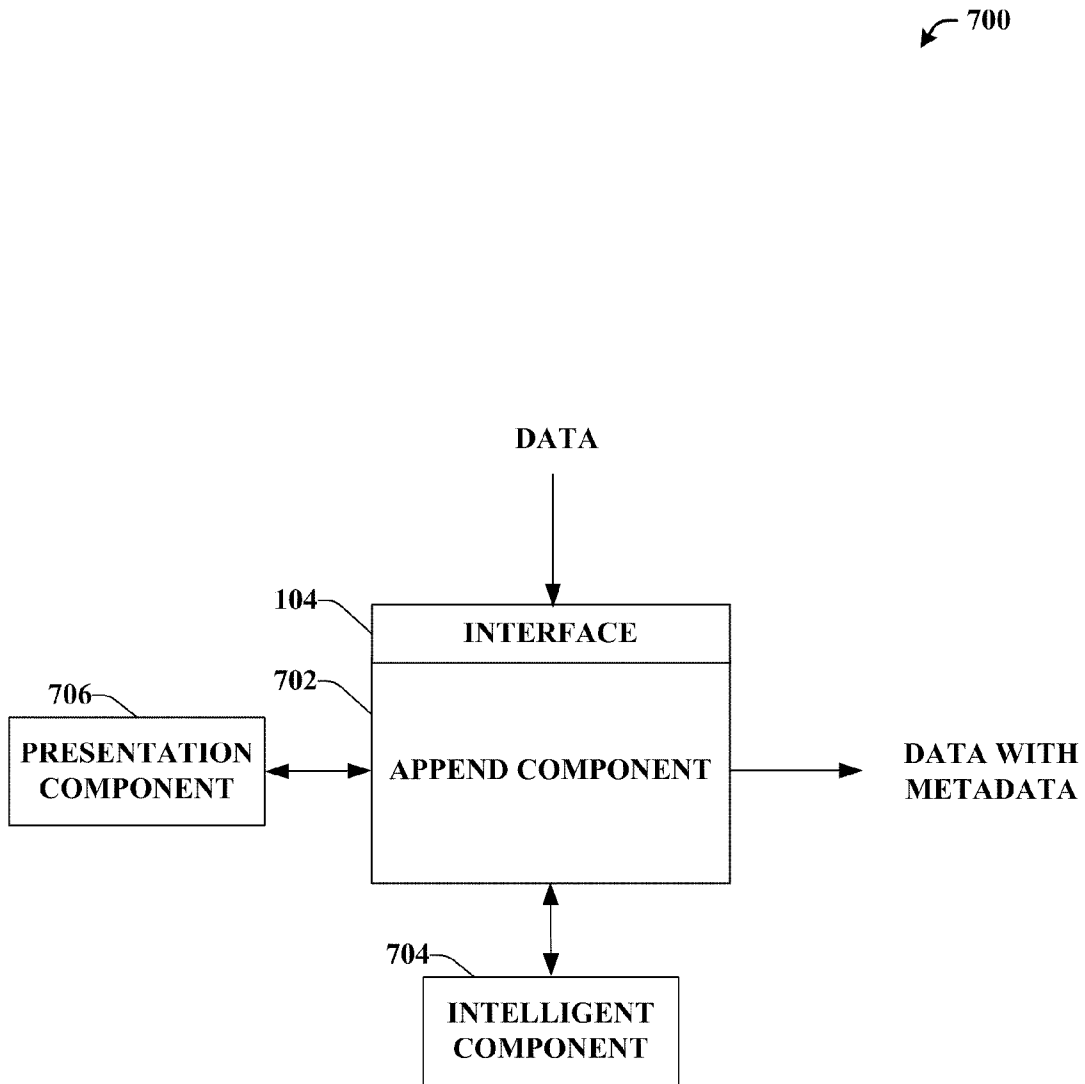 700
DATA
104
INTERFACE
702
706
PRESENTATION
COMPONENT
APPEND COMPONENT
DATA WITH
METADATA
704
INTELLIGENT
COMPONENT